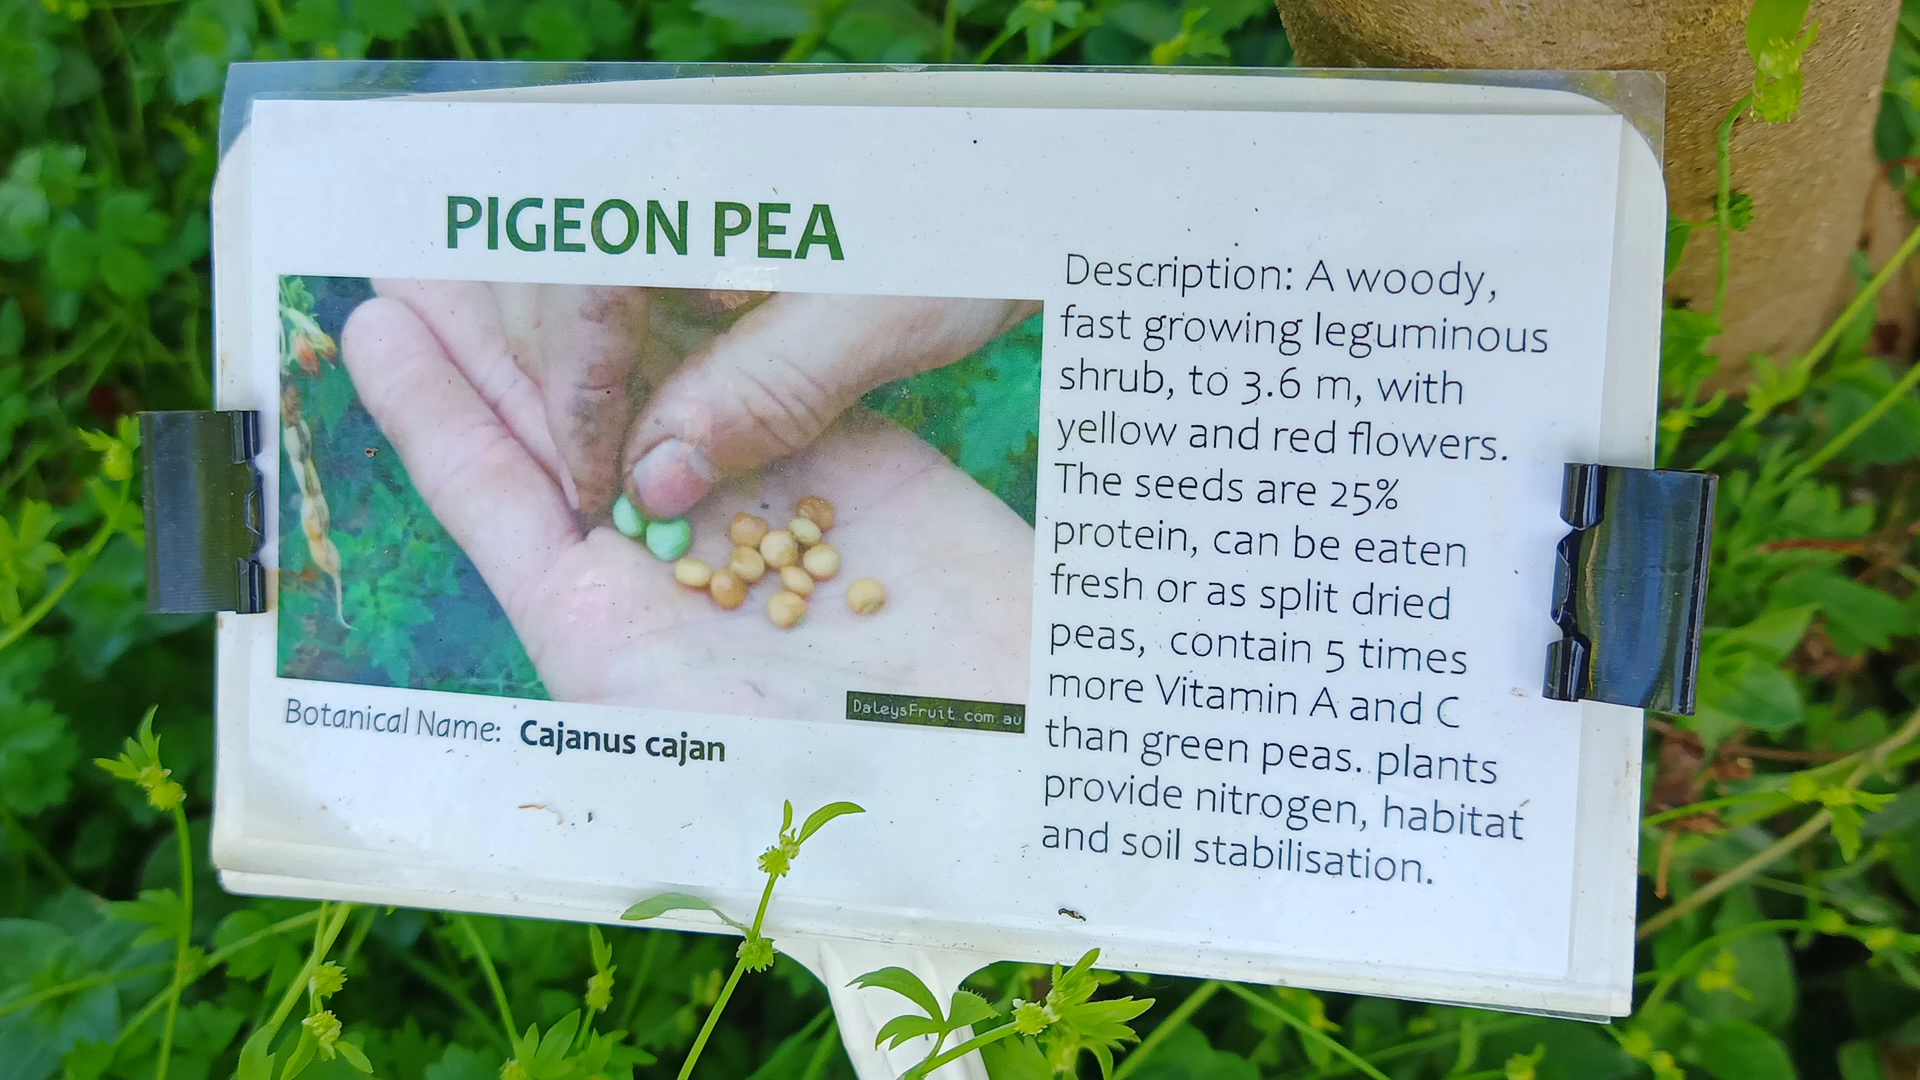 PIGEON PEA
DaleysFruit.com.au
Botanical Name: Cajanus cajan
Description: A woody,
fast growing leguminous
shrub, to 3.6 m, with
yellow and red flowers.
The seeds are 25%
protein, can be eaten
fresh or as split dried
peas, contain 5 times
more Vitamin A and C
than green peas. plants
provide nitrogen, habitat
and soil stabilisation.